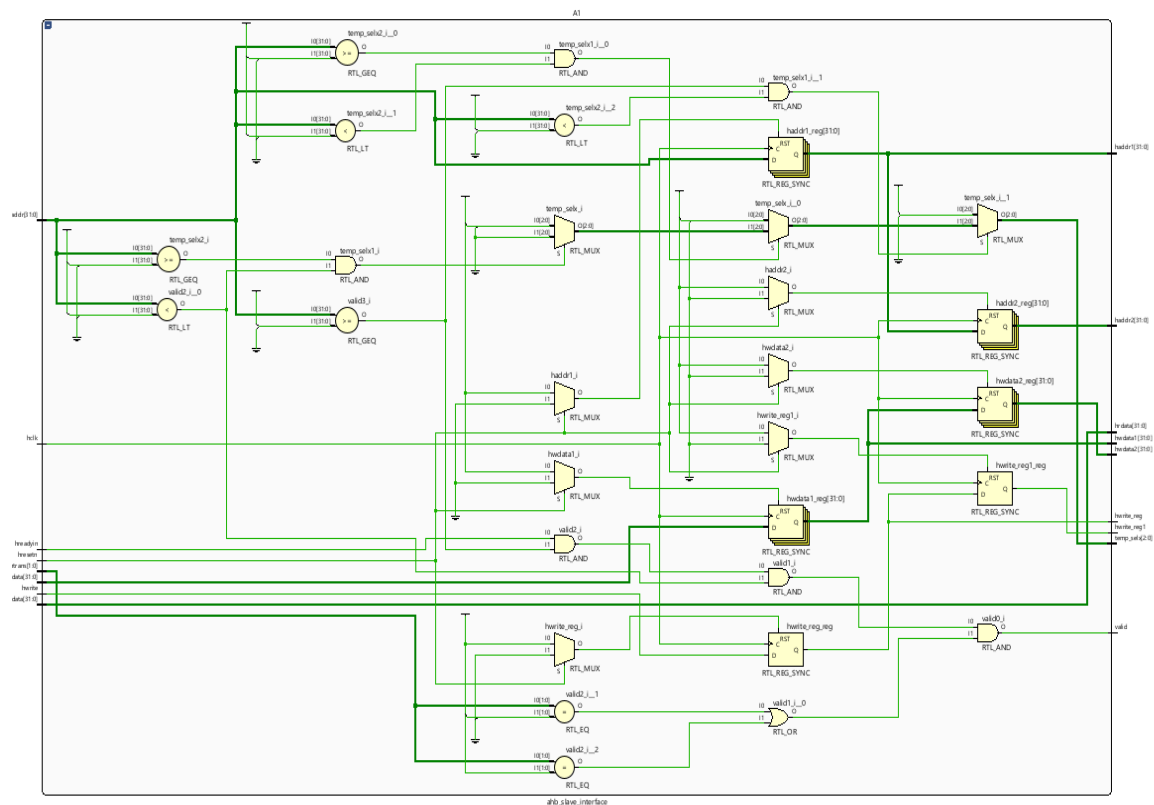 A1
temp_selx2_i__0
I0[31:0]
I1[31:0]
>=
O
RTL_GEQ
temp_selx1_i__0
I0
I1
O
RTL_AND
temp_selx1_i__1
I0
I1
O
RTL_AND
temp_selx2_i__1
I0[31:0]
I1[31:0]
<
O
RTL_LT
temp_selx2_i__2
I0[31:0]
I1[31:0]
<
O
RTL_LT
haddr1_reg[31:0]
RST
C
D
Q
RTL_REG_SYNC
haddr1[31:0]
addr[31:0]
temp_selx2_i
I0[31:0]
I1[31:0]
>=
O
RTL_GEQ
temp_selx1_i
I0
I1
O
RTL_AND
temp_selx_i
I0[2:0]
I1[2:0]
S
O[2:0]
RTL_MUX
temp_selx_i__0
I0[2:0]
I1[2:0]
S
O[2:0]
RTL_MUX
temp_selx_i__1
I0[2:0]
I1[2:0]
S
O[2:0]
RTL_MUX
valid2_i__0
I0[31:0]
I1[31:0]
<
O
RTL_LT
valid3_i
I0[31:0]
I1[31:0]
>=
O
RTL_GEQ
haddr2_i
I0
I1
S
O
RTL_MUX
haddr2_reg[31:0]
RST
C
D
Q
RTL_REG_SYNC
haddr2[31:0]
haddr1_i
I0
I1
S
O
RTL_MUX
hwdata2_i
I0
I1
S
O
RTL_MUX
hwdata2_reg[31:0]
RST
C
D
Q
RTL_REG_SYNC
hclk
hwrite_reg1_i
I0
I1
S
O
RTL_MUX
hrdata[31:0]
hwdata1[31:0]
hwdata2[31:0]
hwdata1_i
I0
I1
S
O
RTL_MUX
hwdata1_reg[31:0]
RST
C
D
Q
RTL_REG_SYNC
hwrite_reg1_reg
RST
C
D
Q
RTL_REG_SYNC
hwrite_reg
hwrite_reg1
temp_selx[2:0]
hreadyin
hresetn
trans[1:0]
data[31:0]
hwrite
data[31:0]
valid2_i
I0
I1
O
RTL_AND
valid1_i
I0
I1
O
RTL_AND
hwrite_reg_i
I0
I1
S
O
RTL_MUX
hwrite_reg_reg
RST
C
D
Q
RTL_REG_SYNC
valid0_i
I0
I1
O
RTL_AND
valid
valid2_i__1
I0[1:0]
I1[1:0]
=
O
RTL_EQ
valid1_i__0
I0
I1
O
RTL_OR
valid2_i__2
I0[1:0]
I1[1:0]
=
O
RTL_EQ
ahb_slave_interface